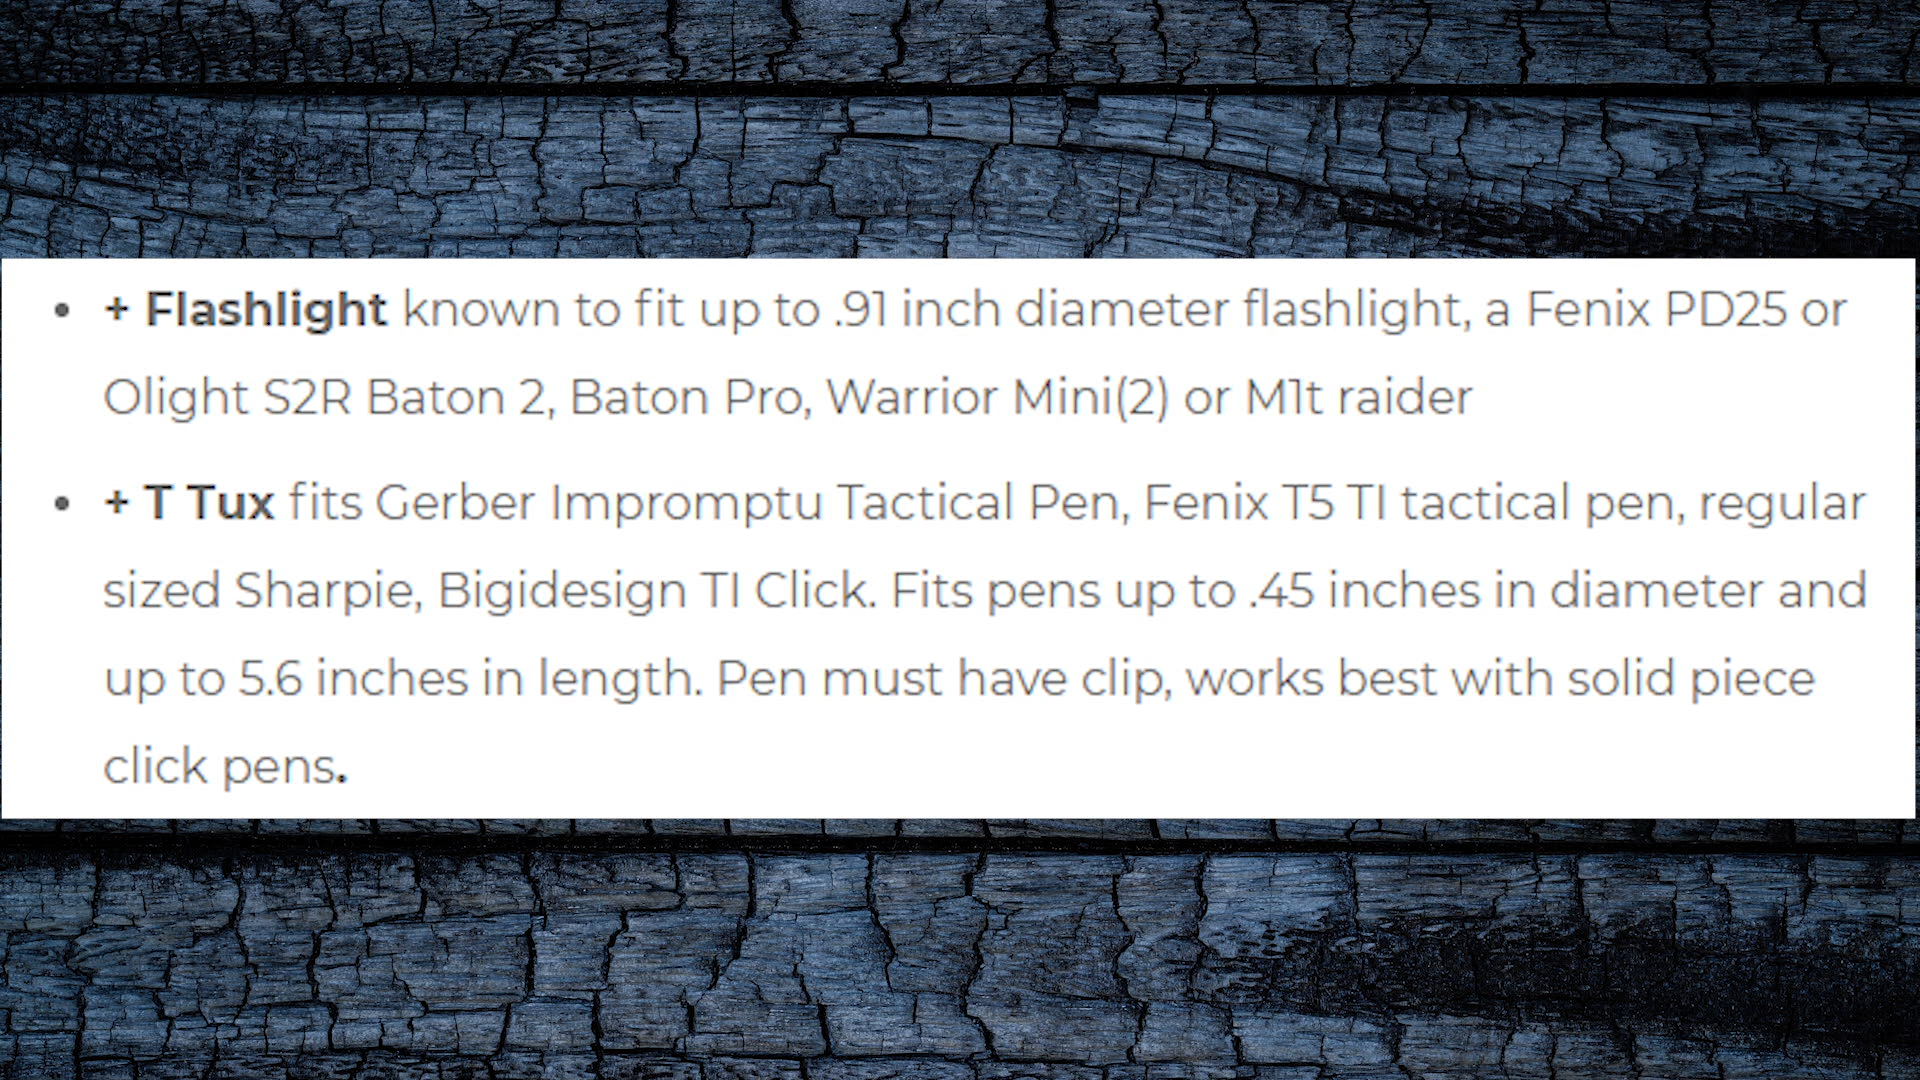 • + Flashlight known to fit up to .91 inch diameter flashlight, a Fenix PD25 or
Olight S2R Baton 2, Baton Pro, Warrior Mini(2) or M1t raider
• + T Tux fits Gerber Impromptu Tactical Pen, Fenix T5 TI tactical pen, regular
sized Sharpie, Bigidesign TI Click. Fits pens up to .45 inches in diameter and
up to 5.6 inches in length. Pen must have clip, works best with solid piece
click pens.